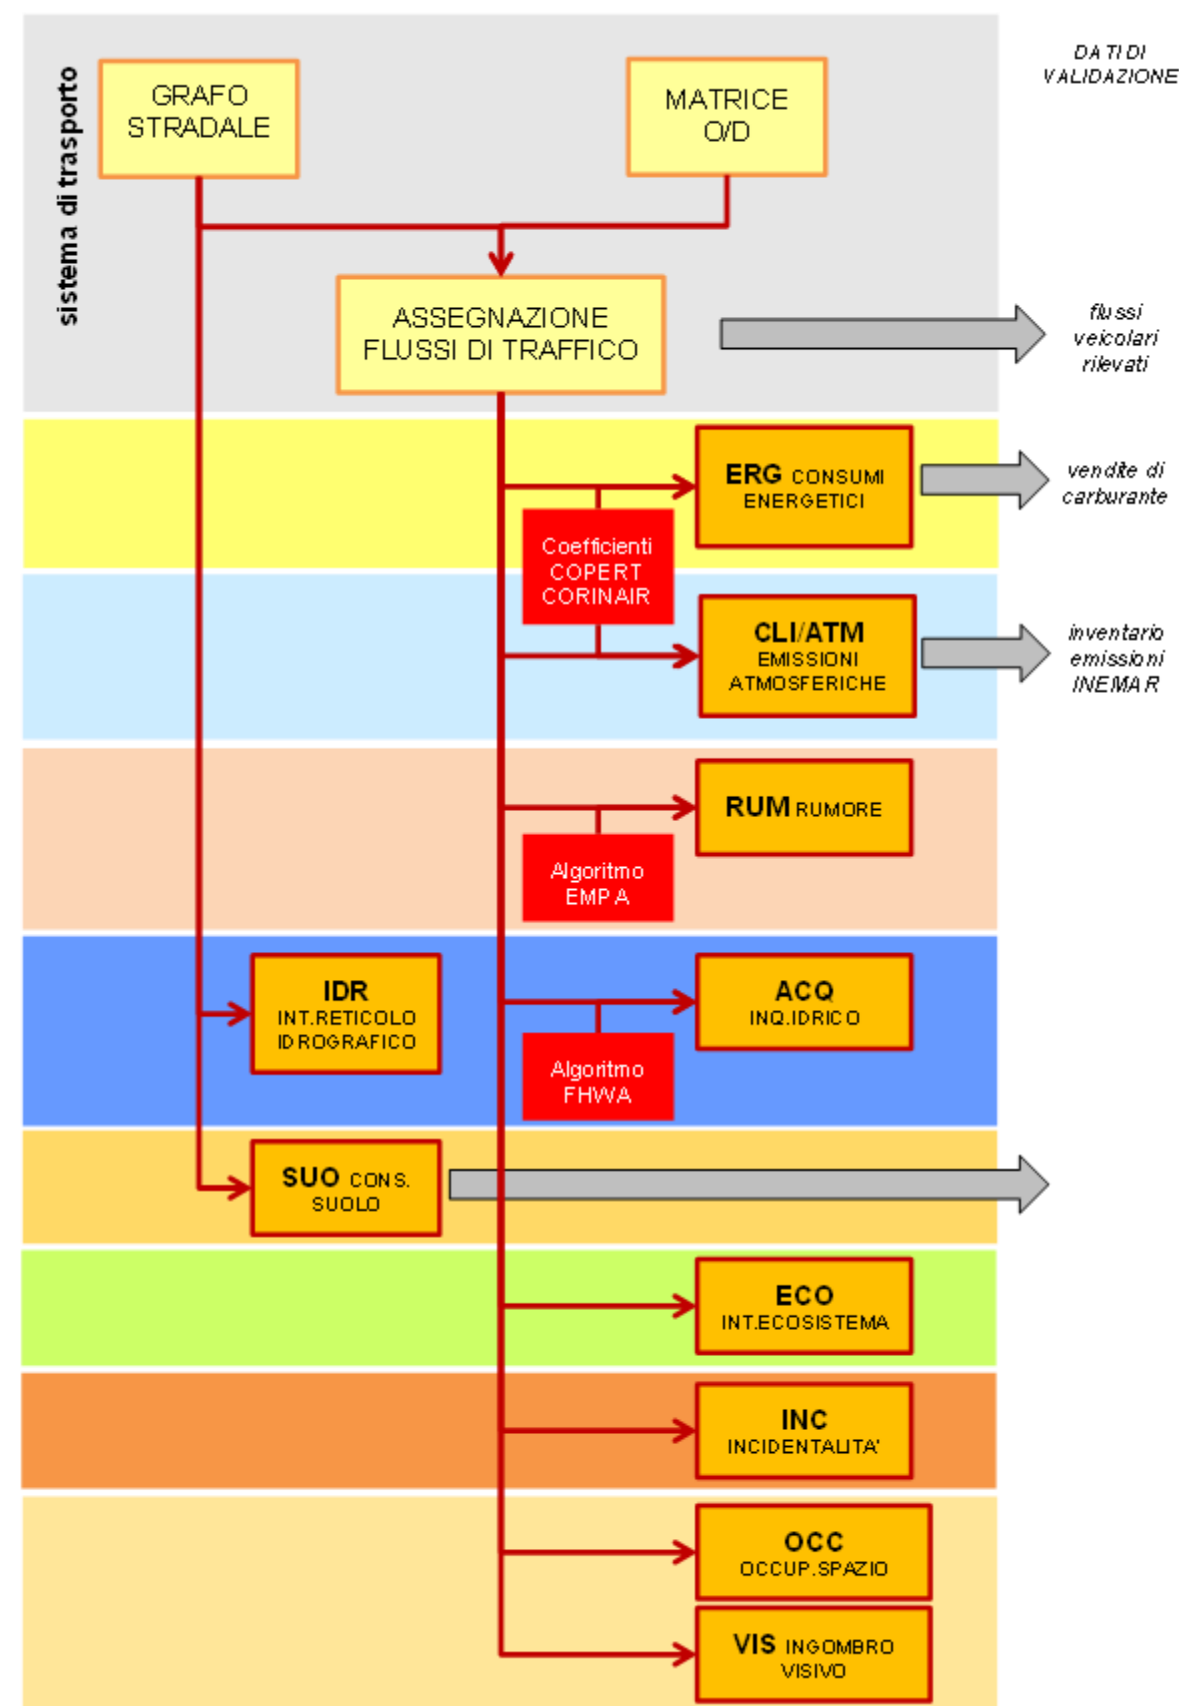 DATI DI
VALIDAZIONE
sistema di trasporto
GRAFO
STRADALE
MATRICE
O/D
ASSEGNAZIONE
FLUSSI DI TRAFFICO
flussi
veicolari
rilevati
ERG CONSUMI
ENERGETICI
vendite di
carburante
Coefficienti
COPERT
CORINAIR
CLI/ATM
EMISSIONI
ATMOSFERICHE
inventario
emissioni
INEMAR
RUM RUMORE
Algoritmo
EMPA
IDR
INT.RETICOLO
IDROGRAFICO
ACQ
INQ.IDRICO
Algoritmo
FHWA
SUO CONS.
SUOLO
ECO
INT.ECOSISTEMA
INC
INCIDENTALITA'
OCC
OCCUP.SPAZIO
VIS INGOMBRO
VISIVO